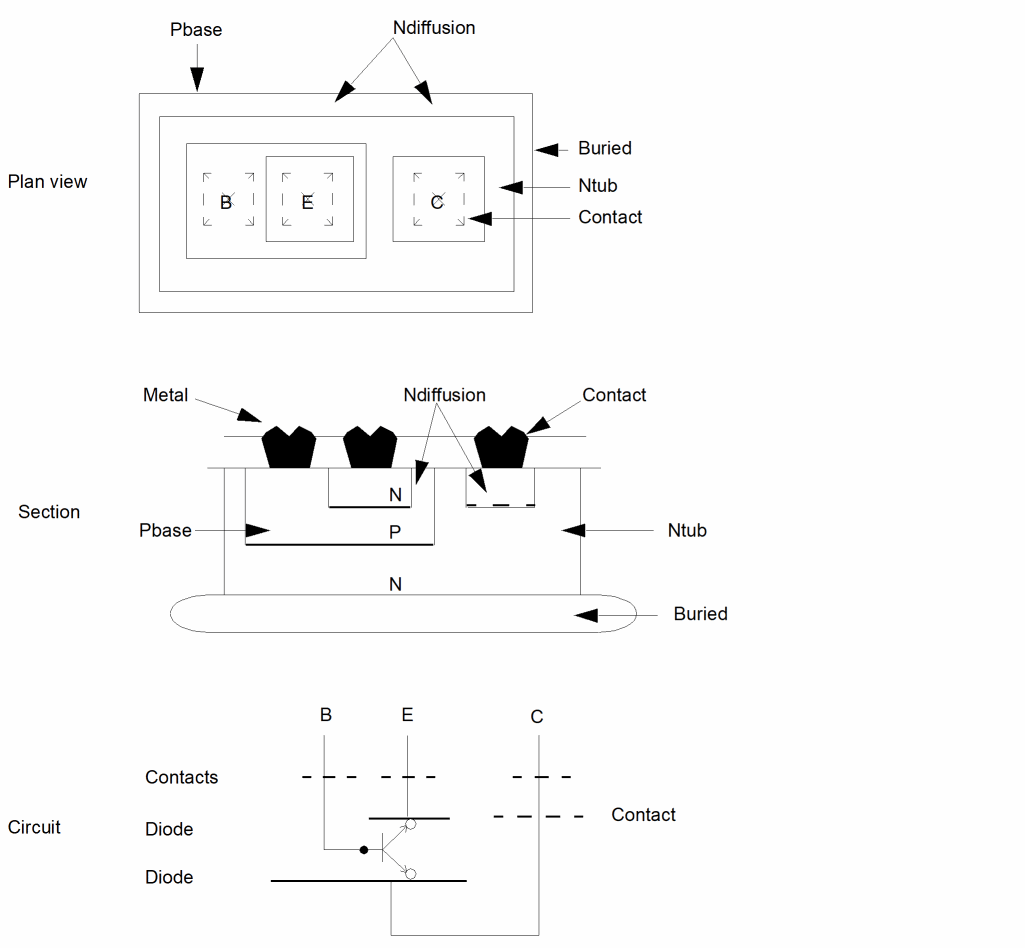 Pbase
Ndiffusion
Buried
Plan view
Ntub
B
E
C
Contact
Metal
Ndiffusion
Contact
N
Section
Pbase
P
Ntub
N
Buried
B
E
C
Contacts
Contact
Circuit
Diode
Diode